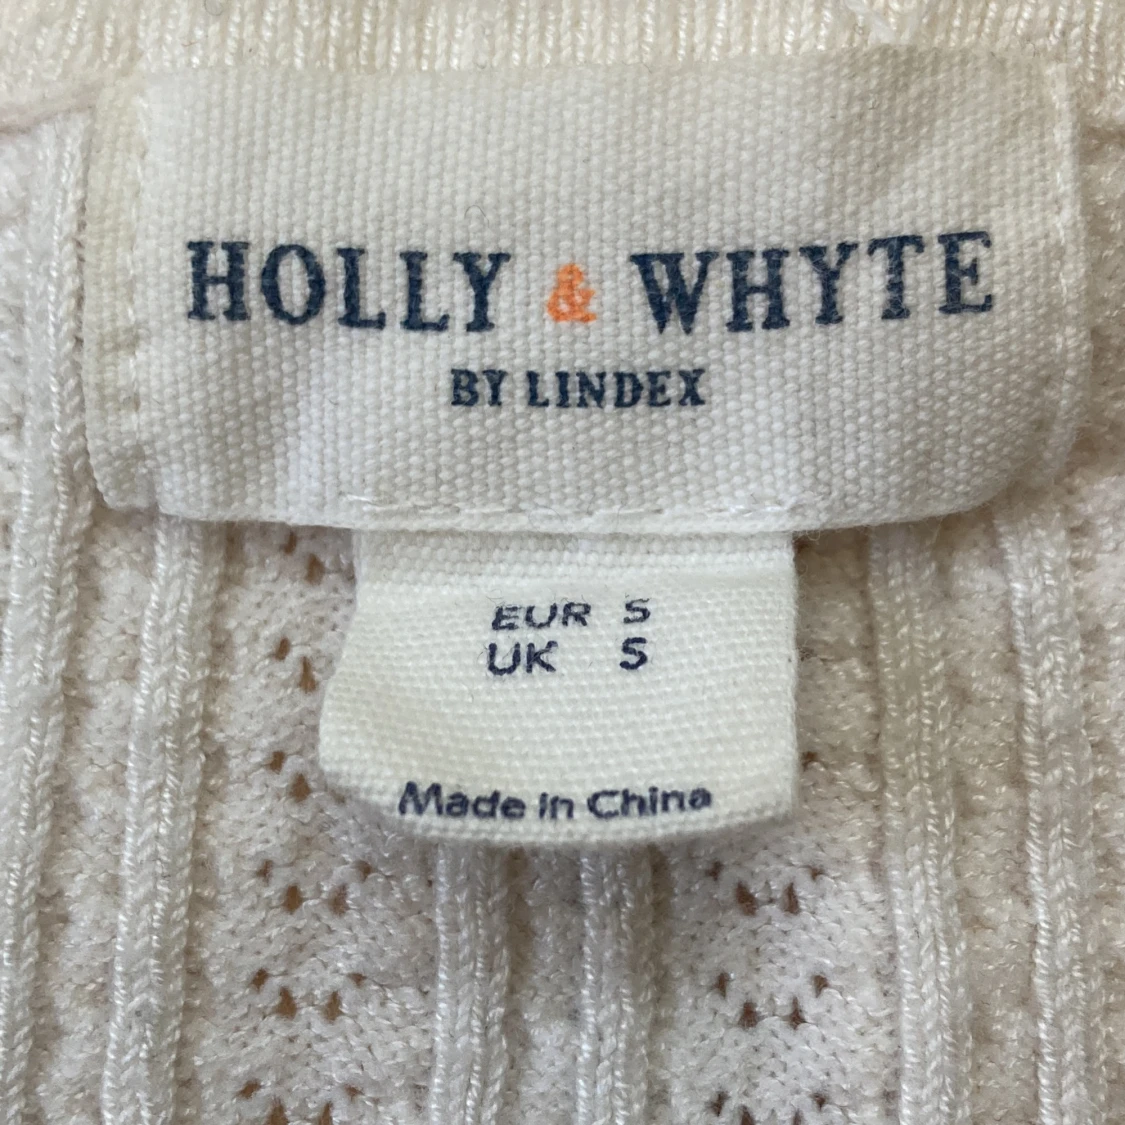 HOLLY & WHYTE
BY LINDEX
EUR S
UK S
Made in China